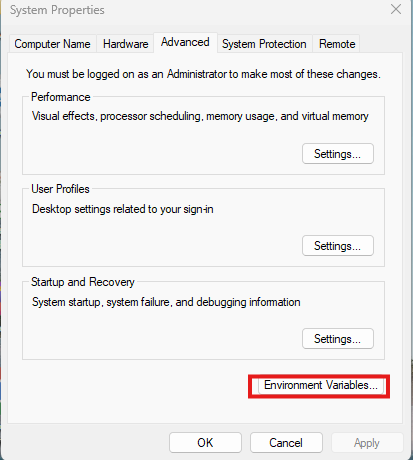 System Properties
Computer Name Hardware Advanced System Protection Remote
You must be logged on as an Administrator to make most of these changes.
Performance
Visual effects, processor scheduling, memory usage, and virtual memory
Settings...
User Profiles
Desktop settings related to your sign-in
Settings...
Startup and Recovery
System startup, system failure, and debugging information
Settings...
Environment Variables...
OK Cancel Apply